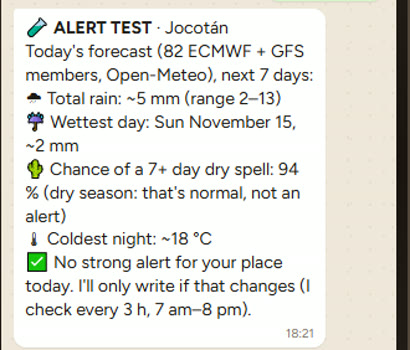 🧪 ALERT TEST · Jocotán
Today's forecast (82 ECMWF + GFS
members, Open-Meteo), next 7 days:
🌧 Total rain: ~5 mm (range 2–13)
☔ Wettest day: Sun November 15,
~2 mm
🌵 Chance of a 7+ day dry spell: 94
% (dry season: that's normal, not an
alert)
🌡 Coldest night: ~18 °C
✅ No strong alert for your place
today. I'll only write if that changes (I
check every 3 h, 7 am–8 pm).
18:21